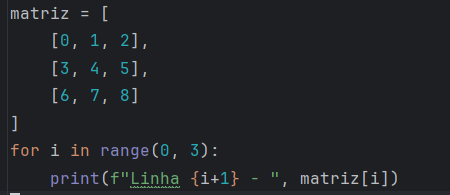 matriz = [
    [0, 1, 2],
    [3, 4, 5],
    [6, 7, 8]
]
for i in range(0, 3):
    print(f"Linha {i+1} - ", matriz[i])